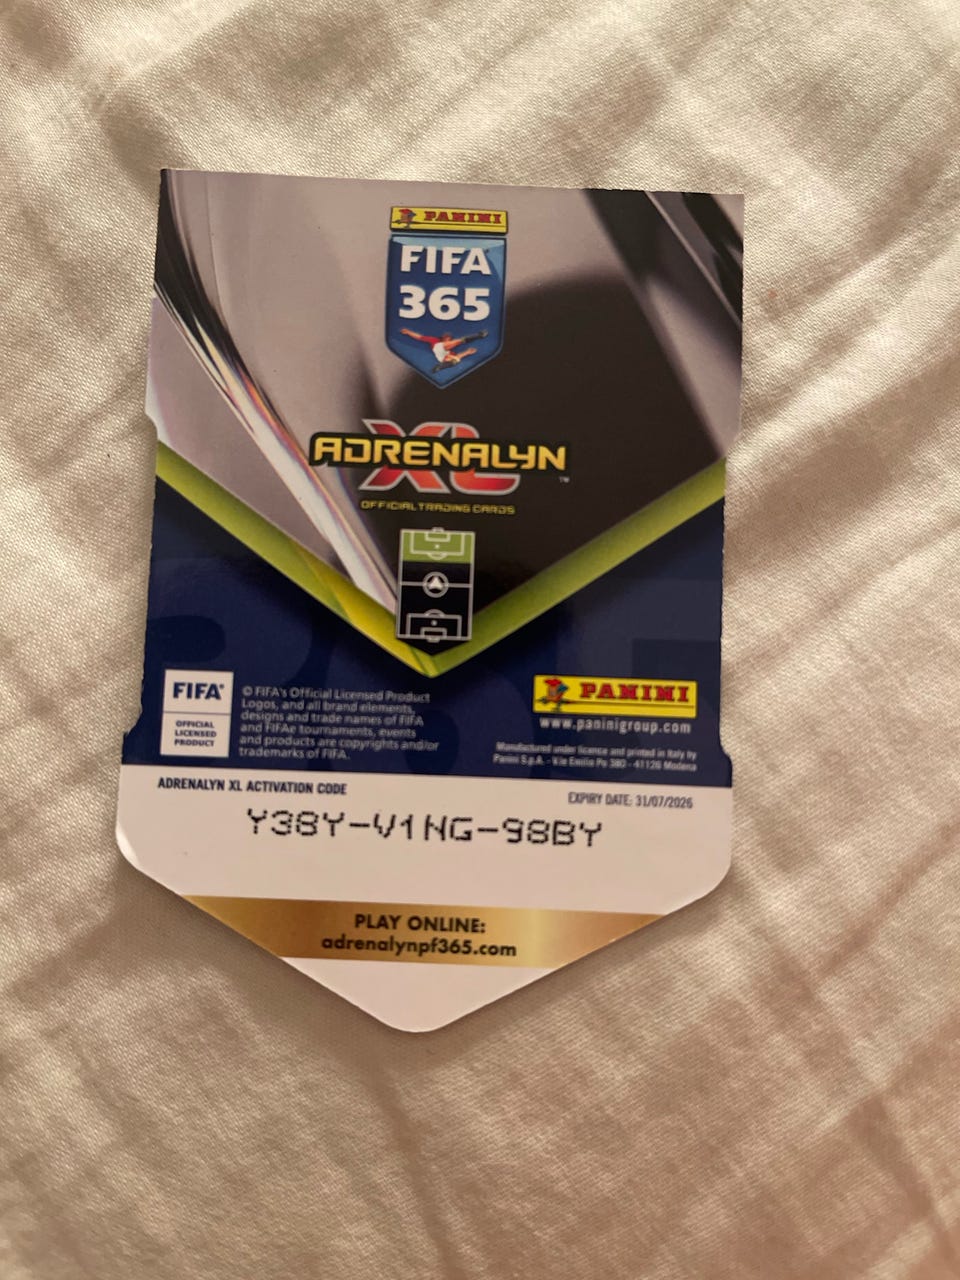 PANINI
FIFA
365
ADRENALYN
XL™
OFFICIAL TRADING CARDS
FIFA®
OFFICIAL
LICENSED
PRODUCT
© FIFA's Official Licensed Product
Logos, and all brand elements,
designs and trade names of FIFA
and FIFAe tournaments, events
and products are copyrights and/or
trademarks of FIFA.
PANINI
www.paninigroup.com
Manufactured under licence and printed in Italy by
Panini S.p.A. - V.le Emilio Po 380 - 41126 Modena
ADRENALYN XL ACTIVATION CODE
EXPIRY DATE: 31/07/2026
Y38Y-V1NG-98BY
PLAY ONLINE:
adrenalynpf365.com